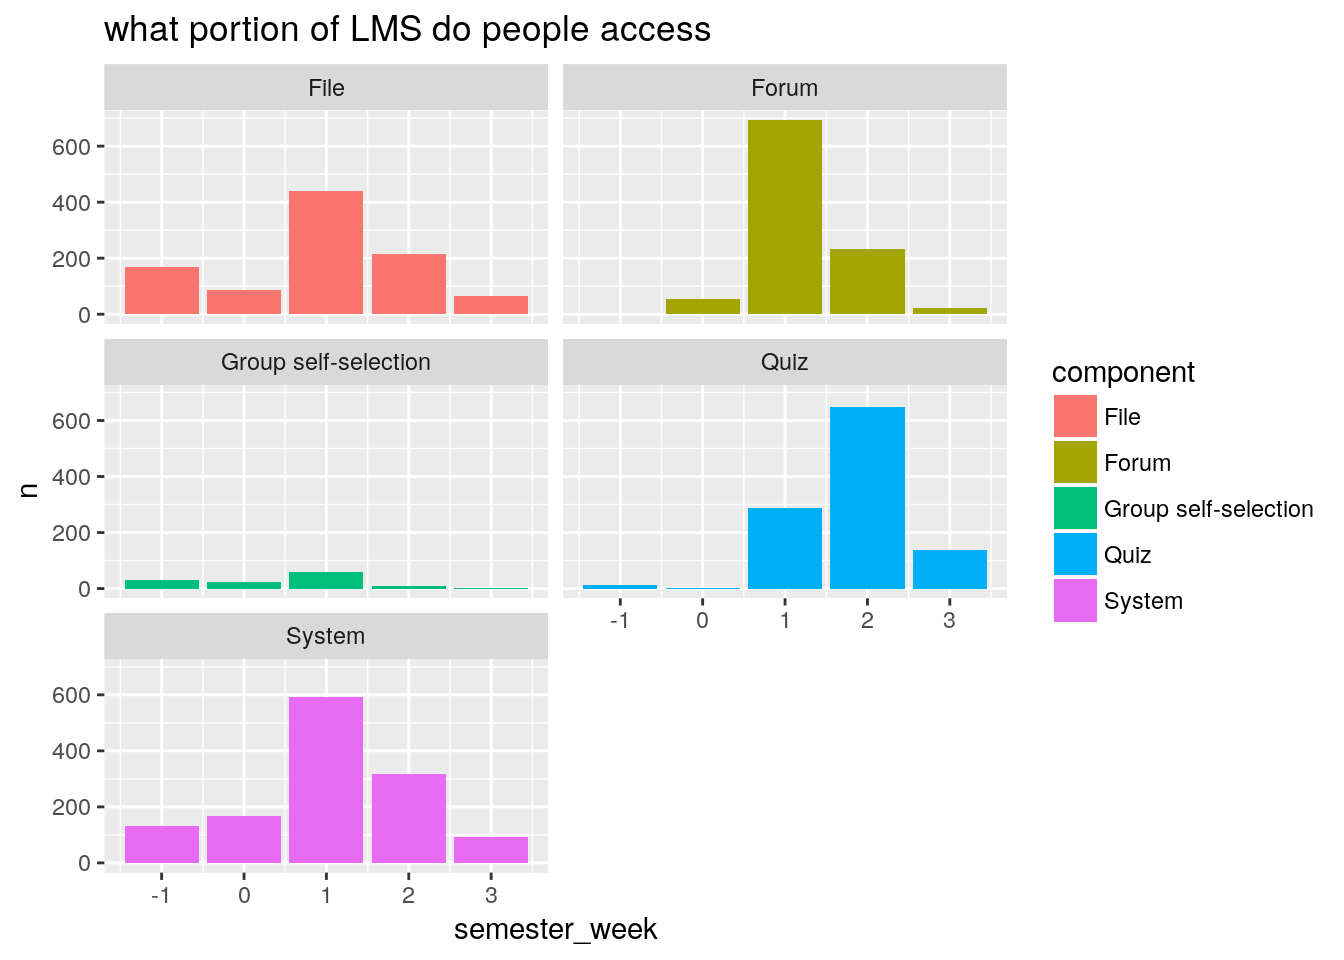 what portion of LMS do people access
File
Forum
600
400
200
0
Group self-selection
Quiz
600
400
200
0
-1 0 1 2 3
System
600
400
200
0
-1 0 1 2 3
semester_week
n
component
File
Forum
Group self-selection
Quiz
System